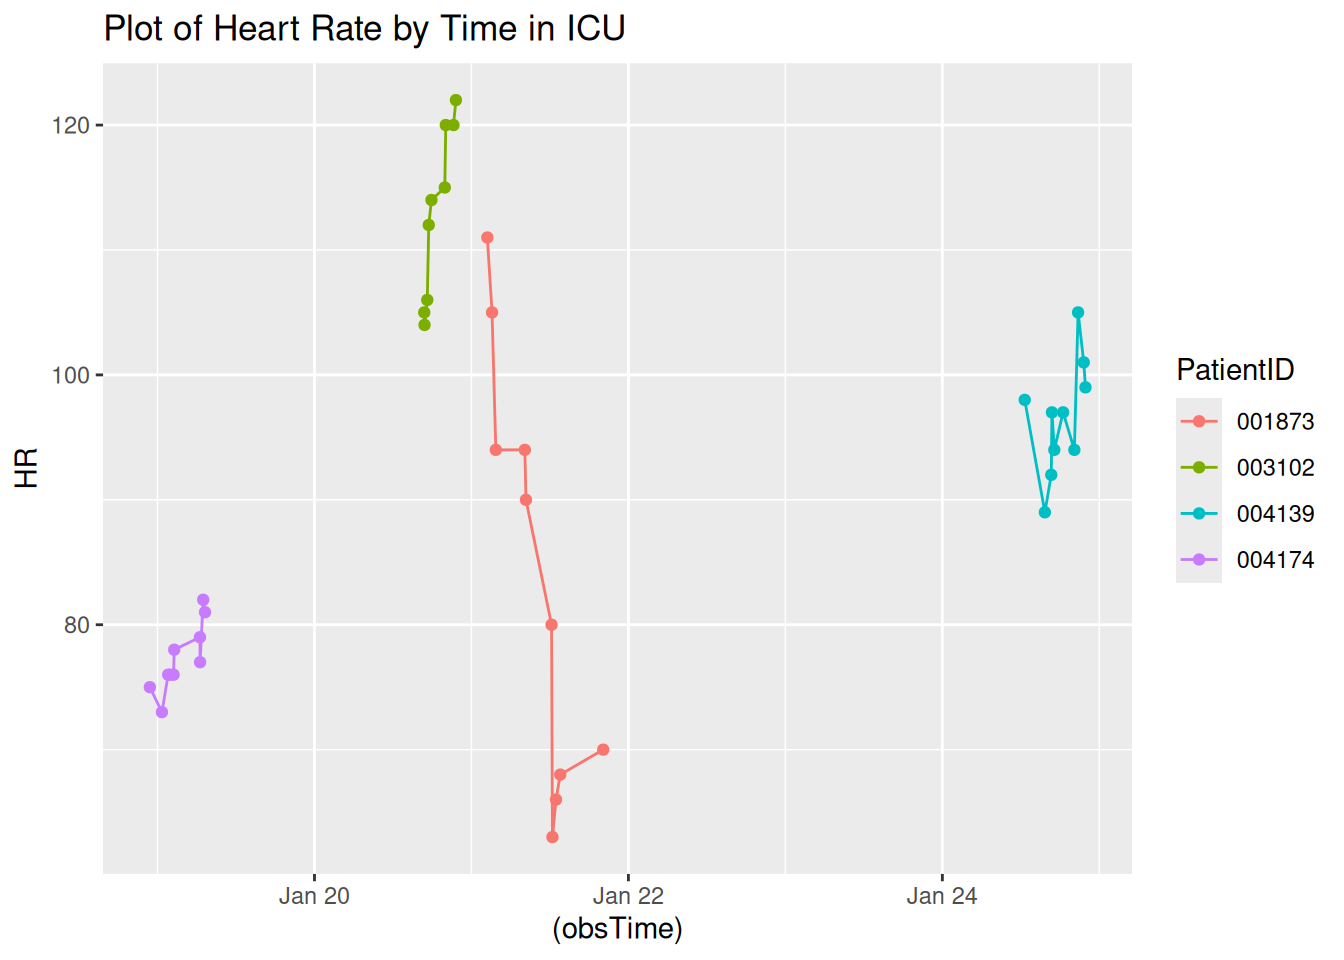 Plot of Heart Rate by Time in ICU
120
100
80
HR
Jan 20
Jan 22
Jan 24
(obsTime)
PatientID
001873
003102
004139
004174